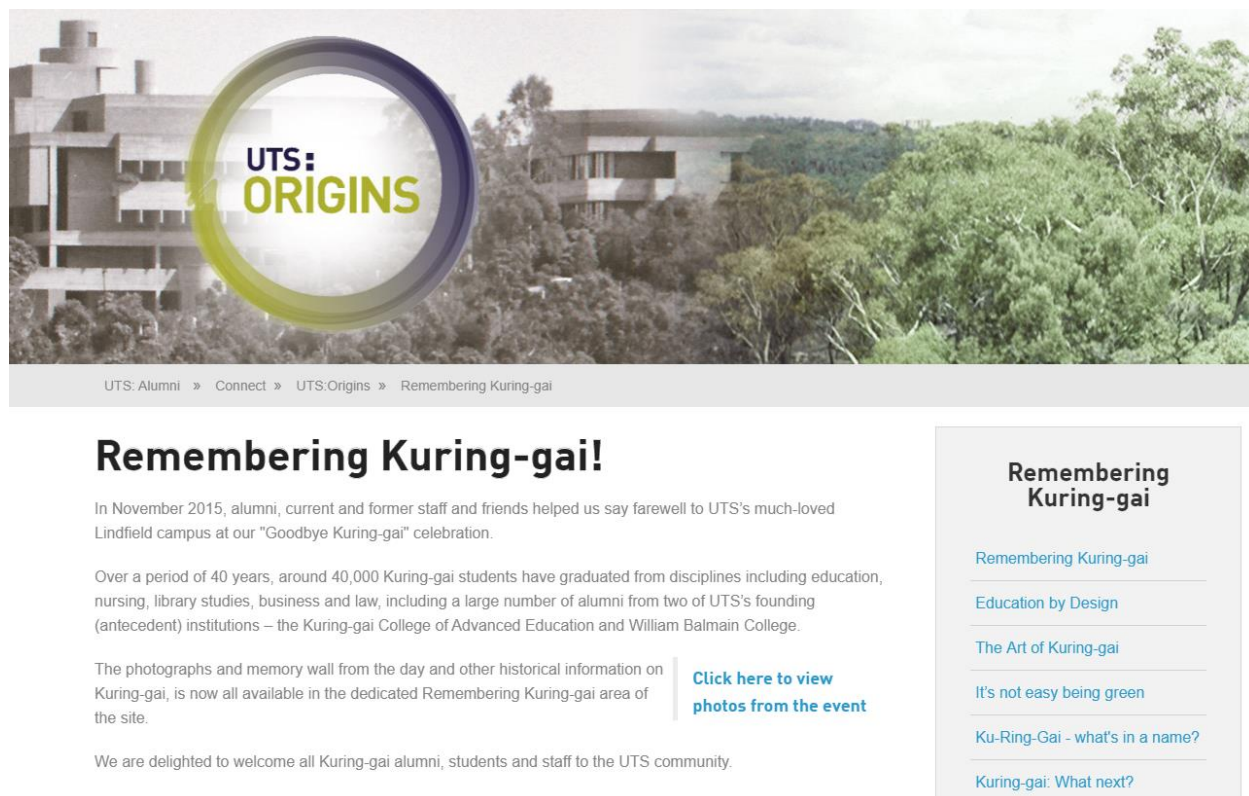 UTS:
ORIGINS
UTS: Alumni » Connect » UTS:Origins » Remembering Kuring-gai
Remembering Kuring-gai!
In November 2015, alumni, current and former staff and friends helped us say farewell to UTS's much-loved
Lindfield campus at our "Goodbye Kuring-gai" celebration.
Over a period of 40 years, around 40,000 Kuring-gai students have graduated from disciplines including education,
nursing, library studies, business and law, including a large number of alumni from two of UTS's founding
(antecedent) institutions – the Kuring-gai College of Advanced Education and William Balmain College.
The photographs and memory wall from the day and other historical information on
Kuring-gai, is now all available in the dedicated Remembering Kuring-gai area of
the site.
Click here to view
photos from the event
We are delighted to welcome all Kuring-gai alumni, students and staff to the UTS community.
Remembering
Kuring-gai
Remembering Kuring-gai
Education by Design
The Art of Kuring-gai
It's not easy being green
Ku-Ring-Gai - what's in a name?
Kuring-gai: What next?